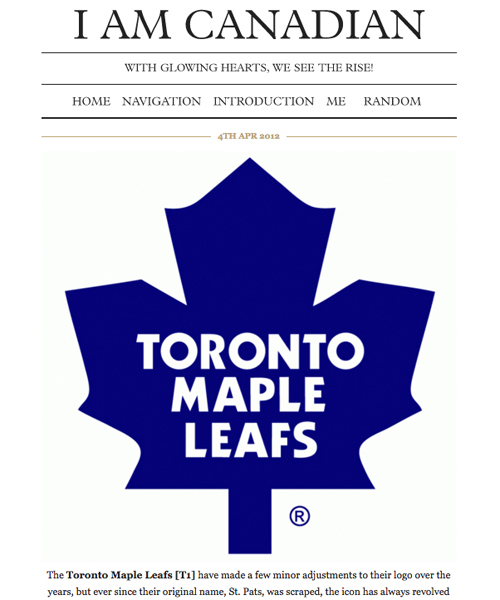 I AM CANADIAN
WITH GLOWING HEARTS, WE SEE THE RISE!
HOME NAVIGATION INTRODUCTION ME RANDOM
4TH APR 2012
TORONTO
MAPLE
LEAFS
®
The Toronto Maple Leafs [T1] have made a few minor adjustments to their logo over the
years, but ever since their original name, St. Pats, was scraped, the icon has always revolved